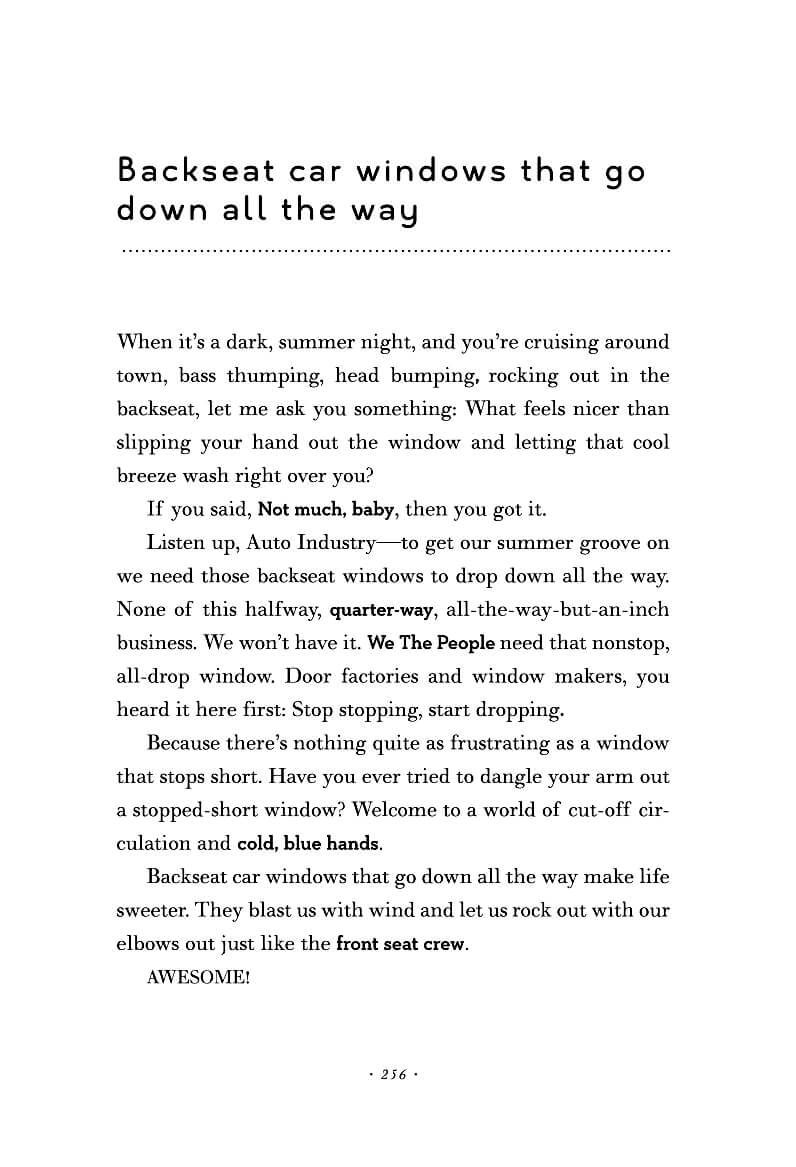 Backseat car windows that go
down all the way
When it’s a dark, summer night, and you’re cruising around
town, bass thumping, head bumping, rocking out in the
backseat, let me ask you something: What feels nicer than
slipping your hand out the window and letting that cool
breeze wash right over you?
If you said, Not much, baby, then you got it.
Listen up, Auto Industry—to get our summer groove on
we need those backseat windows to drop down all the way.
None of this halfway, quarter-way, all-the-way-but-an-inch
business. We won’t have it. We The People need that nonstop,
all-drop window. Door factories and window makers, you
heard it here first: Stop stopping, start dropping.
Because there’s nothing quite as frustrating as a window
that stops short. Have you ever tried to dangle your arm out
a stopped-short window? Welcome to a world of cut-off cir-
culation and cold, blue hands.
Backseat car windows that go down all the way make life
sweeter. They blast us with wind and let us rock out with our
elbows out just like the front seat crew.
AWESOME!
· 256 ·